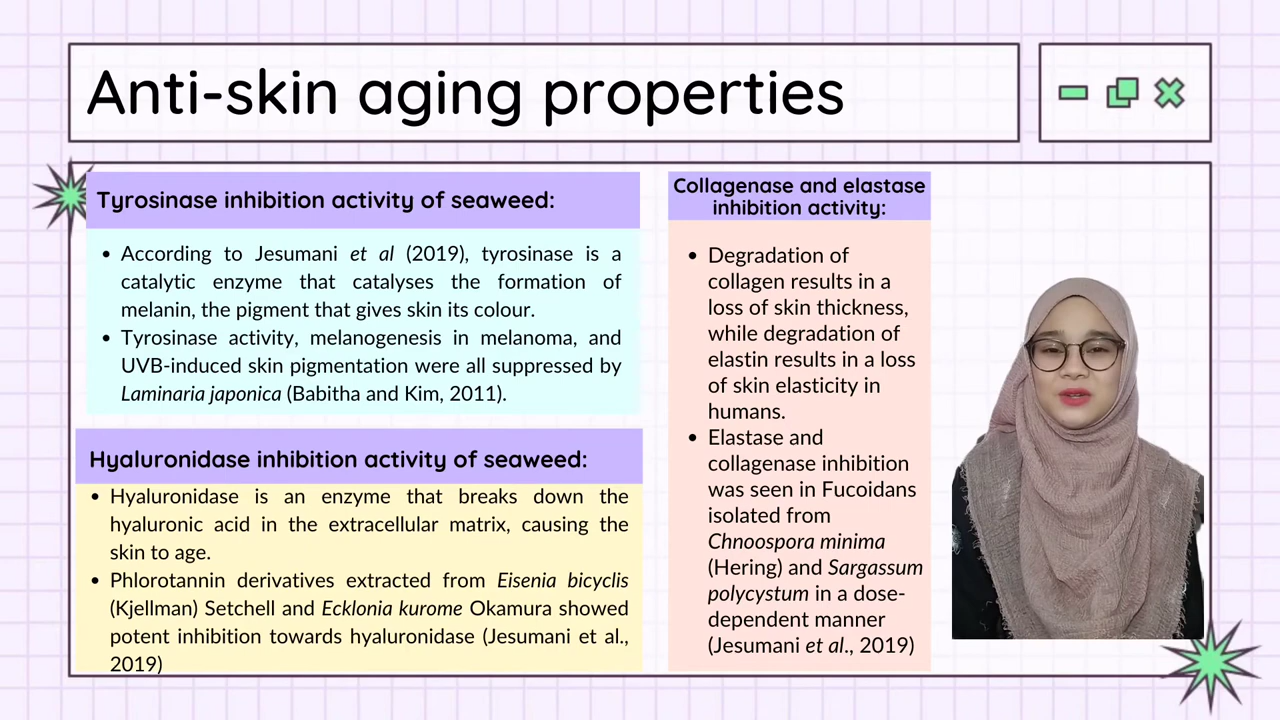 Anti-skin aging properties
Tyrosinase inhibition activity of seaweed:
• According to Jesumani et al (2019), tyrosinase is a
catalytic enzyme that catalyses the formation of
melanin, the pigment that gives skin its colour.
• Tyrosinase activity, melanogenesis in melanoma, and
UVB-induced skin pigmentation were all suppressed by
Laminaria japonica (Babitha and Kim, 2011).
Hyaluronidase inhibition activity of seaweed:
• Hyaluronidase is an enzyme that breaks down the
hyaluronic acid in the extracellular matrix, causing the
skin to age.
• Phlorotannin derivatives extracted from Eisenia bicyclis
(Kjellman) Setchell and Ecklonia kurome Okamura showed
potent inhibition towards hyaluronidase (Jesumani et al.,
2019)
Collagenase and elastase
inhibition activity:
• Degradation of
collagen results in a
loss of skin thickness,
while degradation of
elastin results in a loss
of skin elasticity in
humans.
• Elastase and
collagenase inhibition
was seen in Fucoidans
isolated from
Chnoospora minima
(Hering) and Sargassum
polycystum in a dose-
dependent manner
(Jesumani et al., 2019)